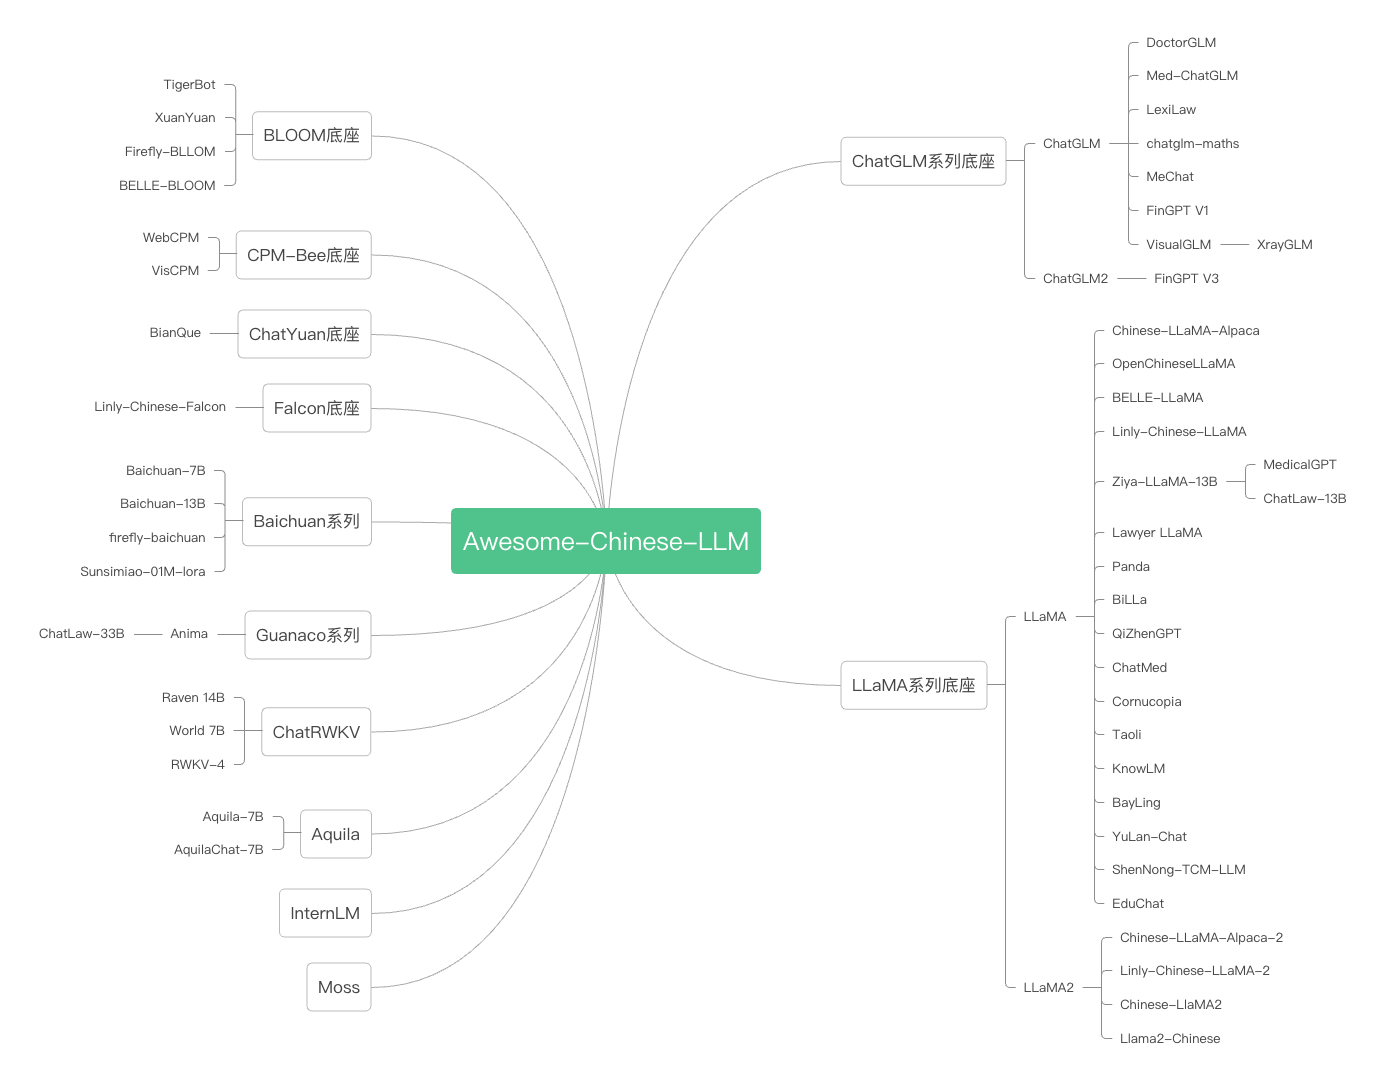 Awesome-Chinese-LLM
BLOOM底座
TigerBot
XuanYuan
Firefly-BLLOM
BELLE-BLOOM
CPM-Bee底座
WebCPM
VisCPM
ChatYuan底座
BianQue
Falcon底座
Linly-Chinese-Falcon
Baichuan系列
Baichuan-7B
Baichuan-13B
firefly-baichuan
Sunsimiao-01M-lora
Guanaco系列
Anima
ChatLaw-33B
ChatRWKV
Raven 14B
World 7B
RWKV-4
Aquila
Aquila-7B
AquilaChat-7B
InternLM
Moss
ChatGLM系列底座
ChatGLM
DoctorGLM
Med-ChatGLM
LexiLaw
chatglm-maths
MeChat
FinGPT V1
VisualGLM
XrayGLM
ChatGLM2
FinGPT V3
LLaMA系列底座
LLaMA
Chinese-LLaMA-Alpaca
OpenChineseLLaMA
BELLE-LLaMA
Linly-Chinese-LLaMA
Ziya-LLaMA-13B
MedicalGPT
ChatLaw-13B
Lawyer LLaMA
Panda
BiLLa
QiZhenGPT
ChatMed
Cornucopia
Taoli
KnowLM
BayLing
YuLan-Chat
ShenNong-TCM-LLM
EduChat
LLaMA2
Chinese-LLaMA-Alpaca-2
Linly-Chinese-LLaMA-2
Chinese-LlaMA2
Llama2-Chinese